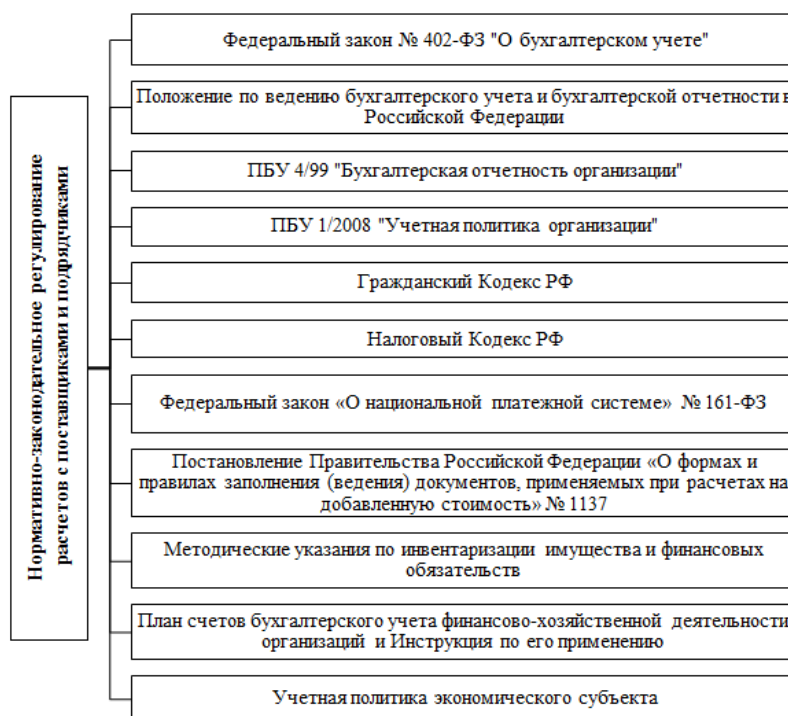 Нормативно-законодательное регулирование
расчетов с поставщиками и подрядчиками
Федеральный закон № 402-ФЗ "О бухгалтерском учете"
Положение по ведению бухгалтерского учета и бухгалтерской отчетности в
Российской Федерации
ПБУ 4/99 "Бухгалтерская отчетность организации"
ПБУ 1/2008 "Учетная политика организации"
Гражданский Кодекс РФ
Налоговый Кодекс РФ
Федеральный закон «О национальной платежной системе» № 161-ФЗ
Постановление Правительства Российской Федерации «О формах и
правилах заполнения (ведения) документов, применяемых при расчетах на
добавленную стоимость» № 1137
Методические указания по инвентаризации имущества и финансовых
обязательств
План счетов бухгалтерского учета финансово-хозяйственной деятельности
организаций и Инструкция по его применению
Учетная политика экономического субъекта